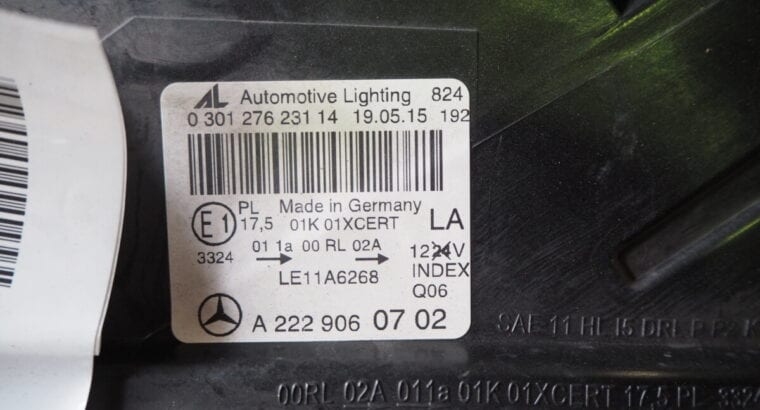 AL Automotive Lighting 824
0 301 276 231 14 19.05.15 192
PL Made in Germany
E1 17,5 01K 01XCERT LA
01 1a 00 RL 02A
3324 → → 12 24V
LE11A6268 INDEX
Q06
A 222 906 07 02
SAE 11 HL I5 DRL P P2 K
00RL 02A 011a 01K 01XCERT 17,5 PL 3324